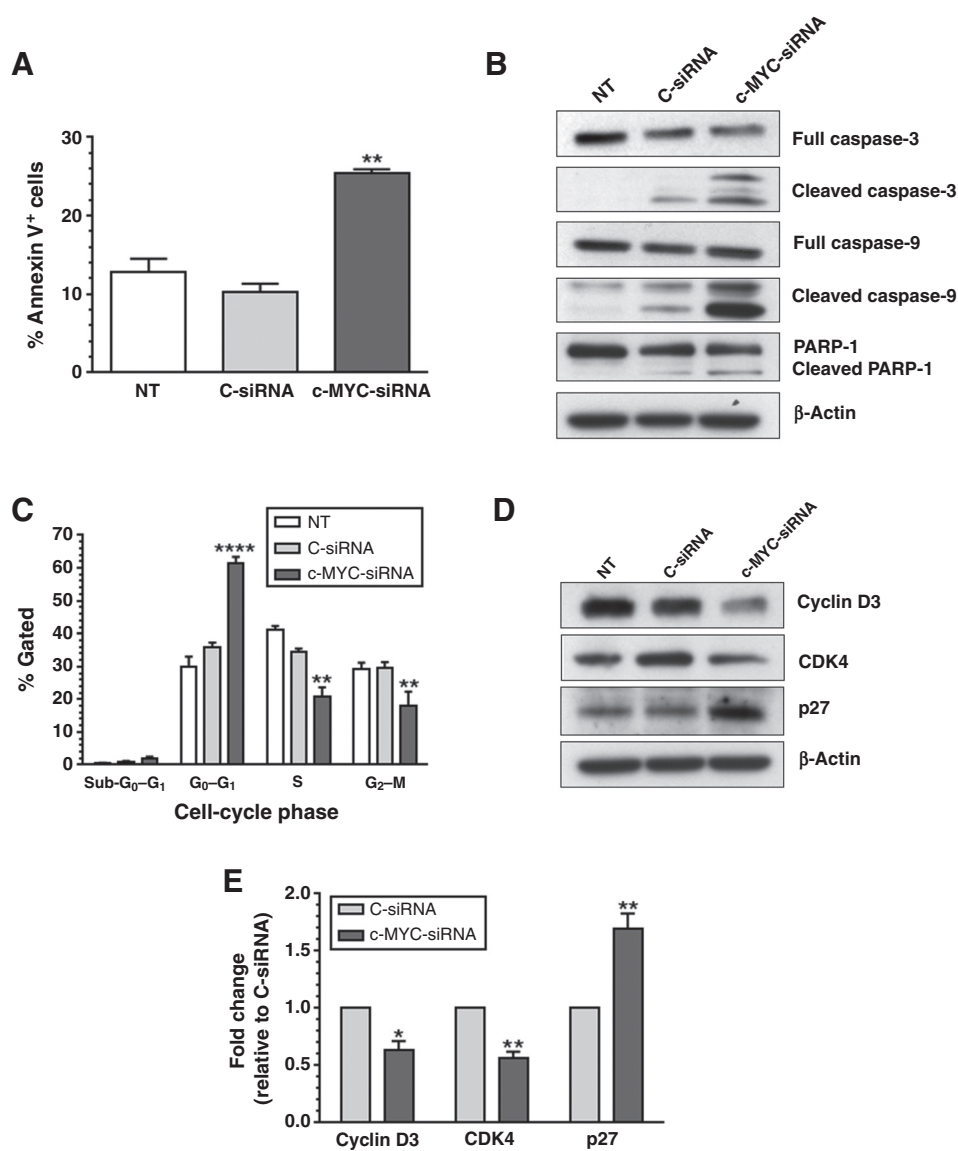 A
% Annexin V⁺ cells
30
20
10
0
**
NT
C-siRNA
c-MYC-siRNA
B
NT
C-siRNA
c-MYC-siRNA
Full caspase-3
Cleaved caspase-3
Full caspase-9
Cleaved caspase-9
PARP-1
Cleaved PARP-1
β-Actin
C
% Gated
70
60
50
40
30
20
10
0
NT
C-siRNA
c-MYC-siRNA
****
**
**
Sub-G₀–G₁
G₀–G₁
S
G₂–M
Cell-cycle phase
D
NT
C-siRNA
c-MYC-siRNA
Cyclin D3
CDK4
p27
β-Actin
E
Fold change
(relative to C-siRNA)
2.0
1.5
1.0
0.5
0.0
C-siRNA
c-MYC-siRNA
*
**
**
Cyclin D3
CDK4
p27